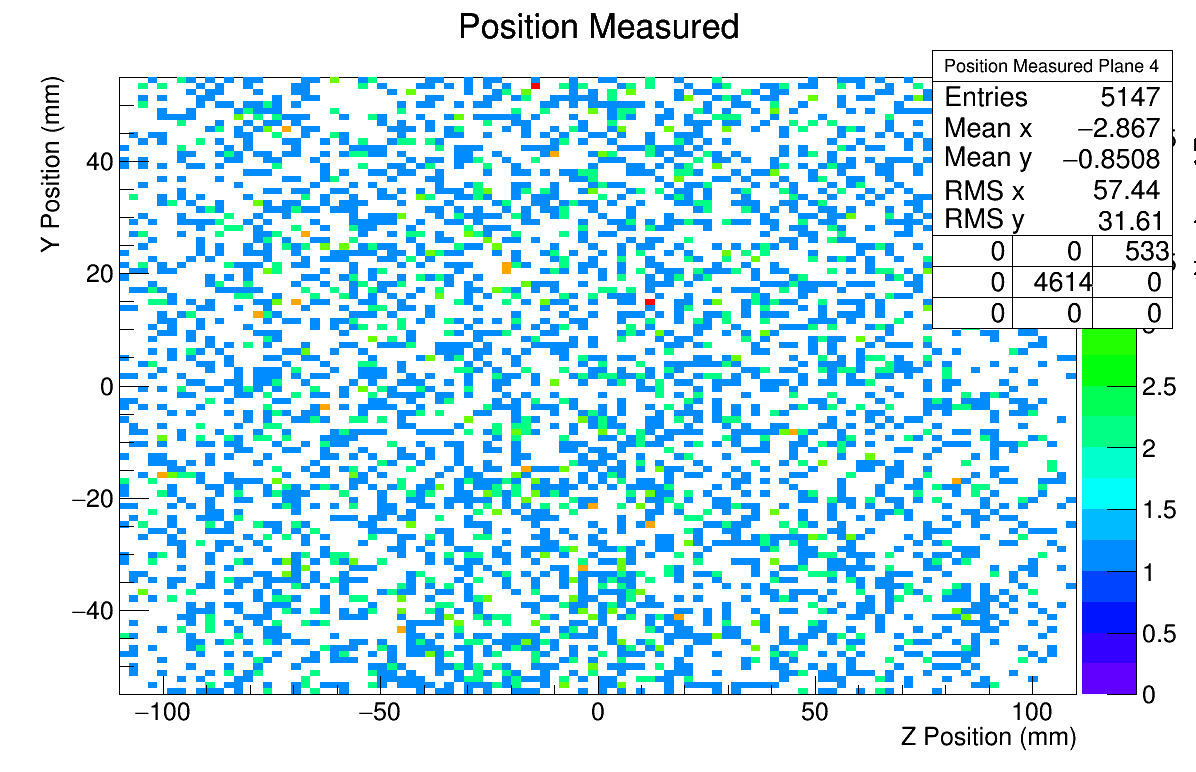 Position Measured
Y Position (mm)
40
20
0
−20
−40
−100
−50
0
50
100
Z Position (mm)
Position Measured Plane 4
Entries 5147
Mean x −2.867
Mean y −0.8508
RMS x 57.44
RMS y 31.61
0 0 533
0 4614 0
0 0 0
2.5
2
1.5
1
0.5
0